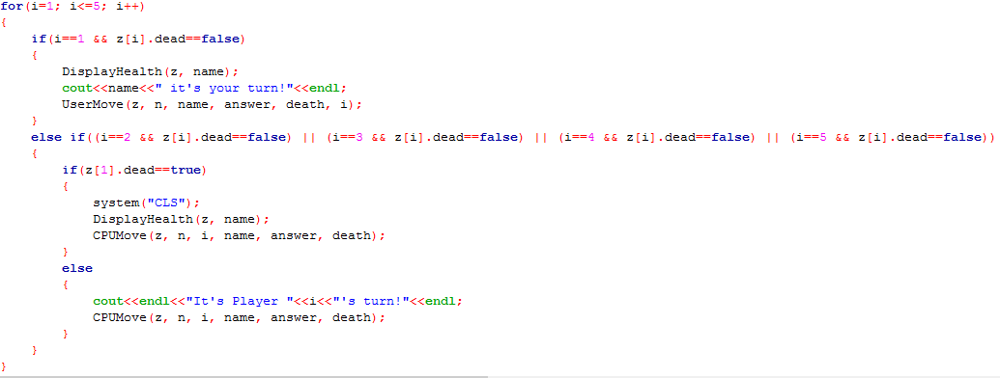 for(i=1; i<=5; i++)
{
    if(i==1 && z[i].dead==false)
    {
        DisplayHealth(z, name);
        cout<<name<<" it's your turn!"<<endl;
        UserMove(z, n, name, answer, death, i);
    }
    else if((i==2 && z[i].dead==false) || (i==3 && z[i].dead==false) || (i==4 && z[i].dead==false) || (i==5 && z[i].dead==false))
    {
        if(z[1].dead==true)
        {
            system("CLS");
            DisplayHealth(z, name);
            CPUMove(z, n, i, name, answer, death);
        }
        else
        {
            cout<<endl<<"It's Player "<<i<<"'s turn!"<<endl;
            CPUMove(z, n, i, name, answer, death);
        }
    }
}